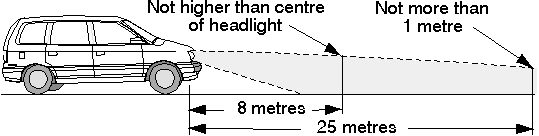 Not higher than centre
of headlight
Not more than
1 metre
8 metres
25 metres